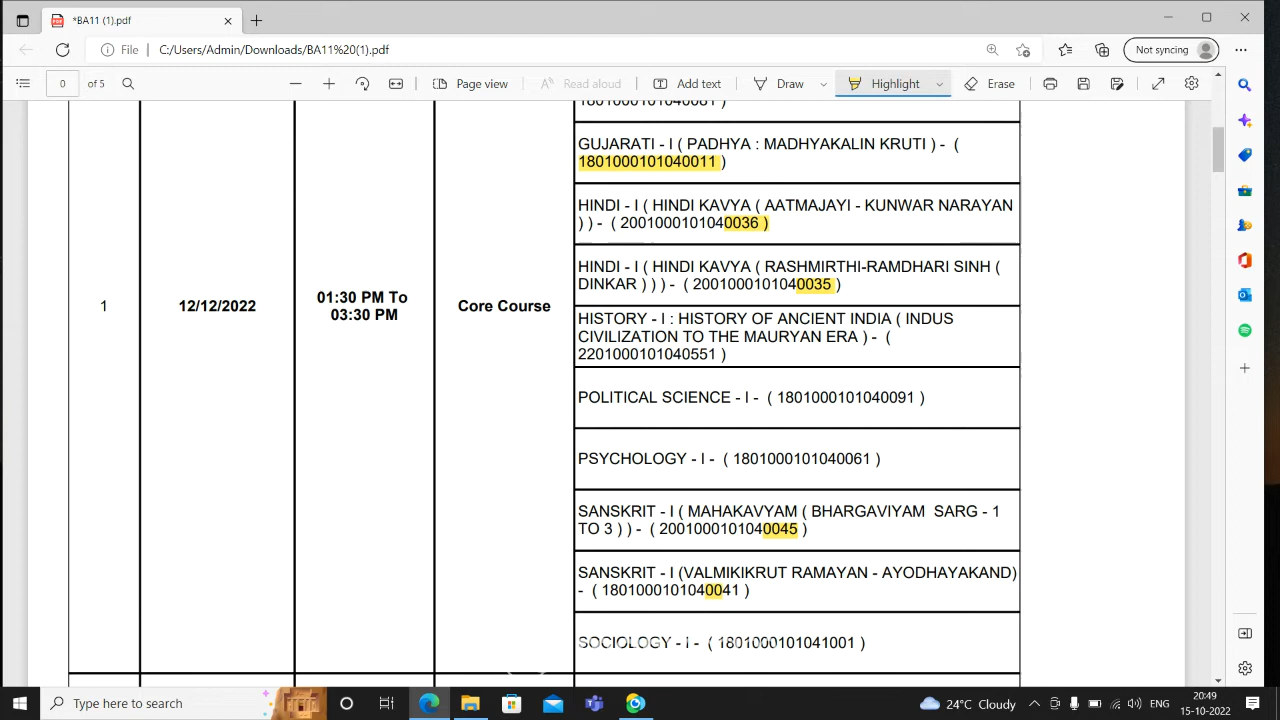 *BA11 (1).pdf
File
C:/Users/Admin/Downloads/BA11%20(1).pdf
Not syncing
0 of 5
Page view
Read aloud
Add text
Draw
Highlight
Erase
GUJARATI - I ( PADHYA : MADHYAKALIN KRUTI ) - (
1801000101040011 )
HINDI - I ( HINDI KAVYA ( AATMAJAYI - KUNWAR NARAYAN
) ) - ( 2001000101040036 )
HINDI - I ( HINDI KAVYA ( RASHMIRTHI-RAMDHARI SINH (
DINKAR ) ) ) - ( 2001000101040035 )
1
12/12/2022
01:30 PM To
03:30 PM
Core Course
HISTORY - I : HISTORY OF ANCIENT INDIA ( INDUS
CIVILIZATION TO THE MAURYAN ERA ) - (
2201000101040551 )
POLITICAL SCIENCE - I - ( 1801000101040091 )
PSYCHOLOGY - I - ( 1801000101040061 )
SANSKRIT - I ( MAHAKAVYAM ( BHARGAVIYAM SARG - 1
TO 3 ) ) - ( 2001000101040045 )
SANSKRIT - I (VALMIKIKRUT RAMAYAN - AYODHAYAKAND)
- ( 1801000101040041 )
SOCIOLOGY - I - ( 1801000101041001 )
Type here to search
24°C Cloudy
ENG
20:49
15-10-2022